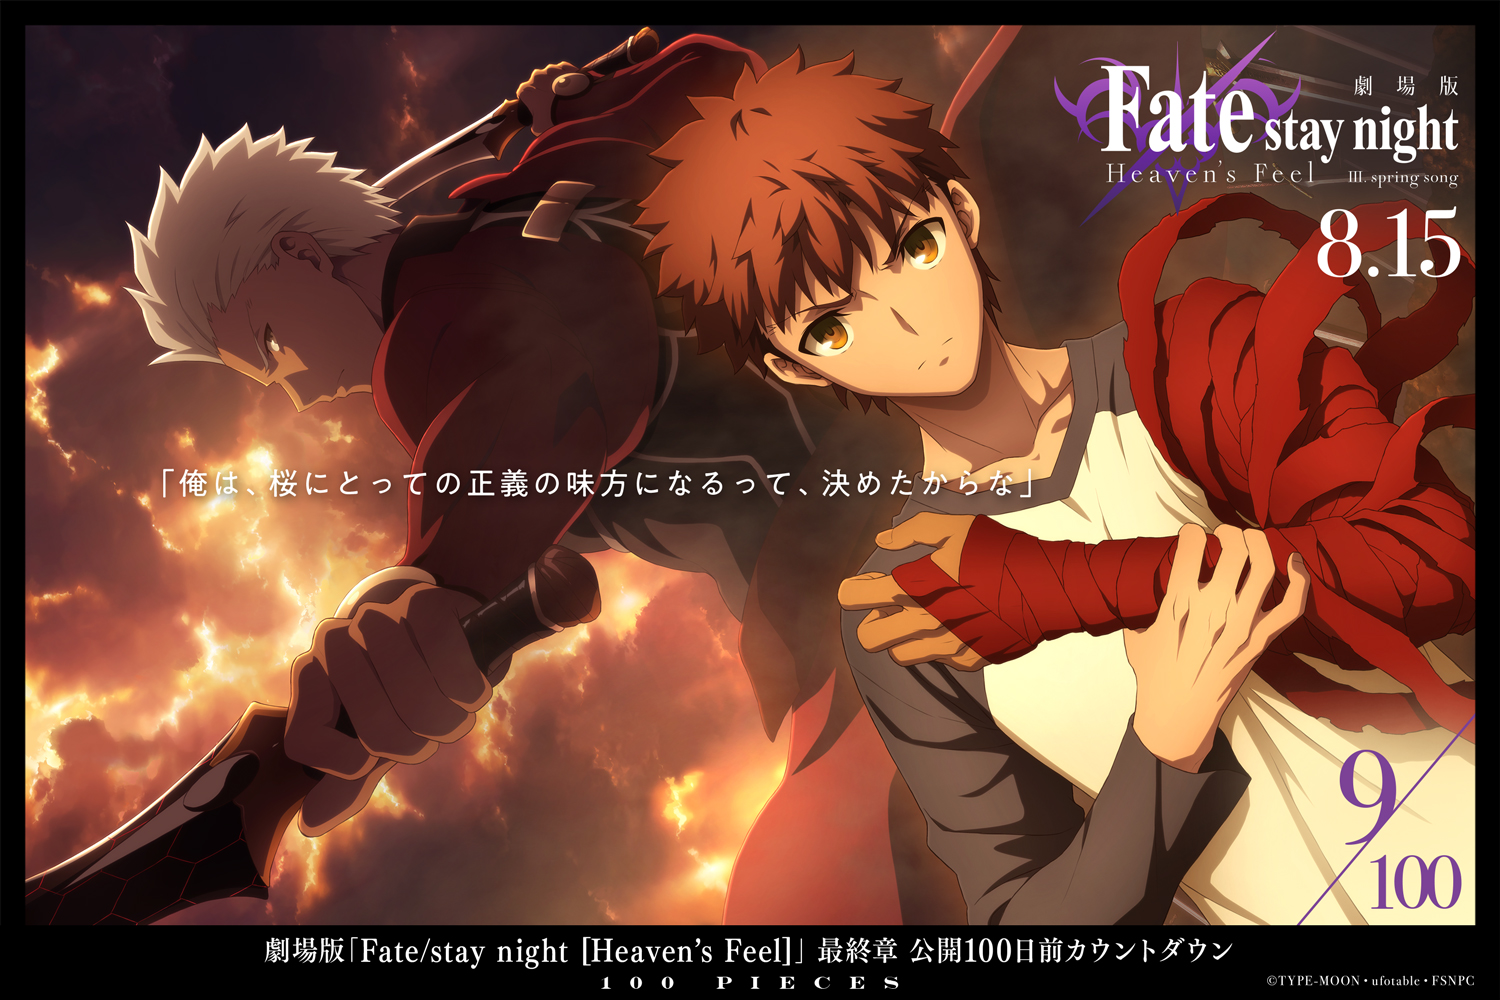 劇場版
Fate stay night
Heaven's Feel III. spring song
8.15
「俺は、桜にとっての正義の味方になるって、決めたからな」
9/100
劇場版「Fate/stay night [Heaven's Feel]」 最終章 公開100日前カウントダウン
100 PIECES
©TYPE-MOON・ufotable・FSNPC